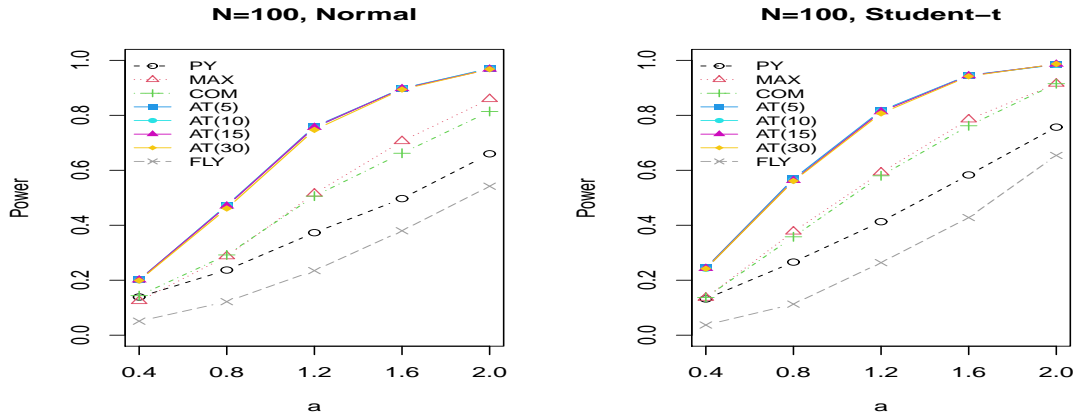 N=100, Normal
Power
1.0
0.8
0.6
0.4
0.2
0.0
PY
MAX
COM
AT(5)
AT(10)
AT(15)
AT(30)
FLY
0.4 0.8 1.2 1.6 2.0
a
N=100, Student−t
Power
1.0
0.8
0.6
0.4
0.2
0.0
PY
MAX
COM
AT(5)
AT(10)
AT(15)
AT(30)
FLY
0.4 0.8 1.2 1.6 2.0
a